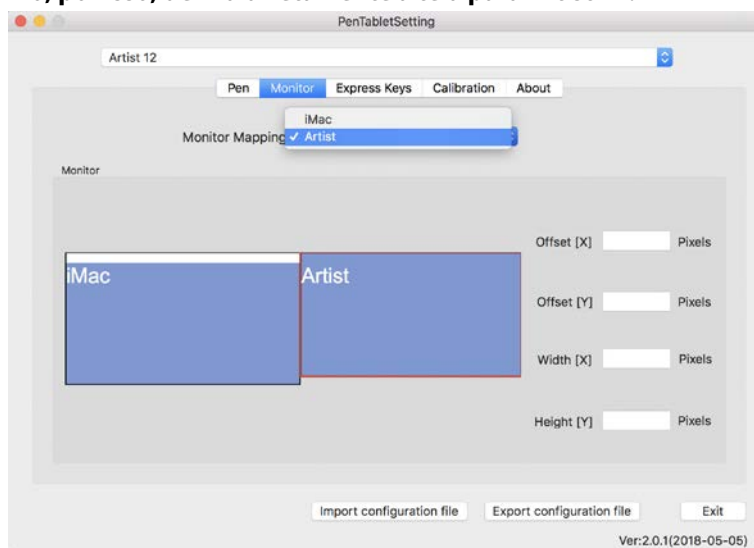 PenTabletSetting
Artist 12
Pen Monitor Express Keys Calibration About
iMac
Monitor Mapping ✓ Artist
Monitor
Offset [X] Pixels
iMac Artist
Offset [Y] Pixels
Width [X] Pixels
Height [Y] Pixels
Import configuration file Export configuration file Exit
Ver:2.0.1(2018-05-05)